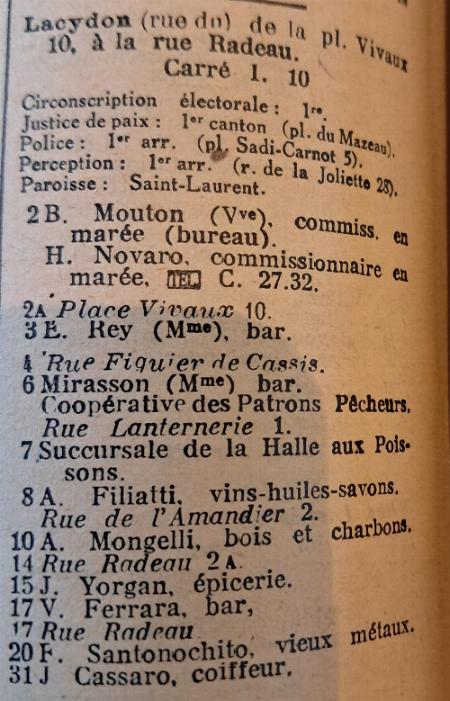 Lacydon (rue do) de la pl. Vivaux
10, à la rue Radeau.
Carré I. 10
Circonscription électorale : 1re.
Justice de paix : 1er canton (pl. du Mazeau).
Police : 1er arr. (pl. Sadi-Carnot 5).
Perception : 1er arr. (r. de la Joliette 28).
Paroisse : Saint-Laurent.
2 B. Mouton (Vve), commiss. en
marée (bureau).
H. Novaro, commissionnaire en
marée, TEL C. 27.32.
2A Place Vivaux 10.
3 E. Rey (Mme), bar.
4 Rue Figuier de Cassis.
6 Mirasson (Mme) bar.
Coopérative des Patrons Pêcheurs.
Rue Lanternerie 1.
7 Succursale de la Halle aux Pois-
sons.
8 A. Filiatti, vins-huiles-savons.
Rue de l'Amandier 2.
10 A. Mongelli, bois et charbons.
14 Rue Radeau 2A.
15 J. Yorgan, épicerie.
17 V. Ferrara, bar,
17 Rue Radeau
20 F. Santonochito, vieux métaux.
31 J Cassaro, coiffeur.